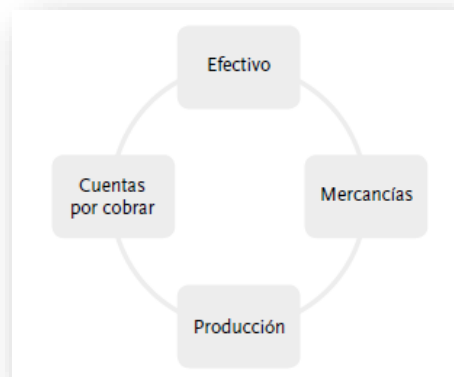 Efectivo
Mercancías
Producción
Cuentas
por cobrar